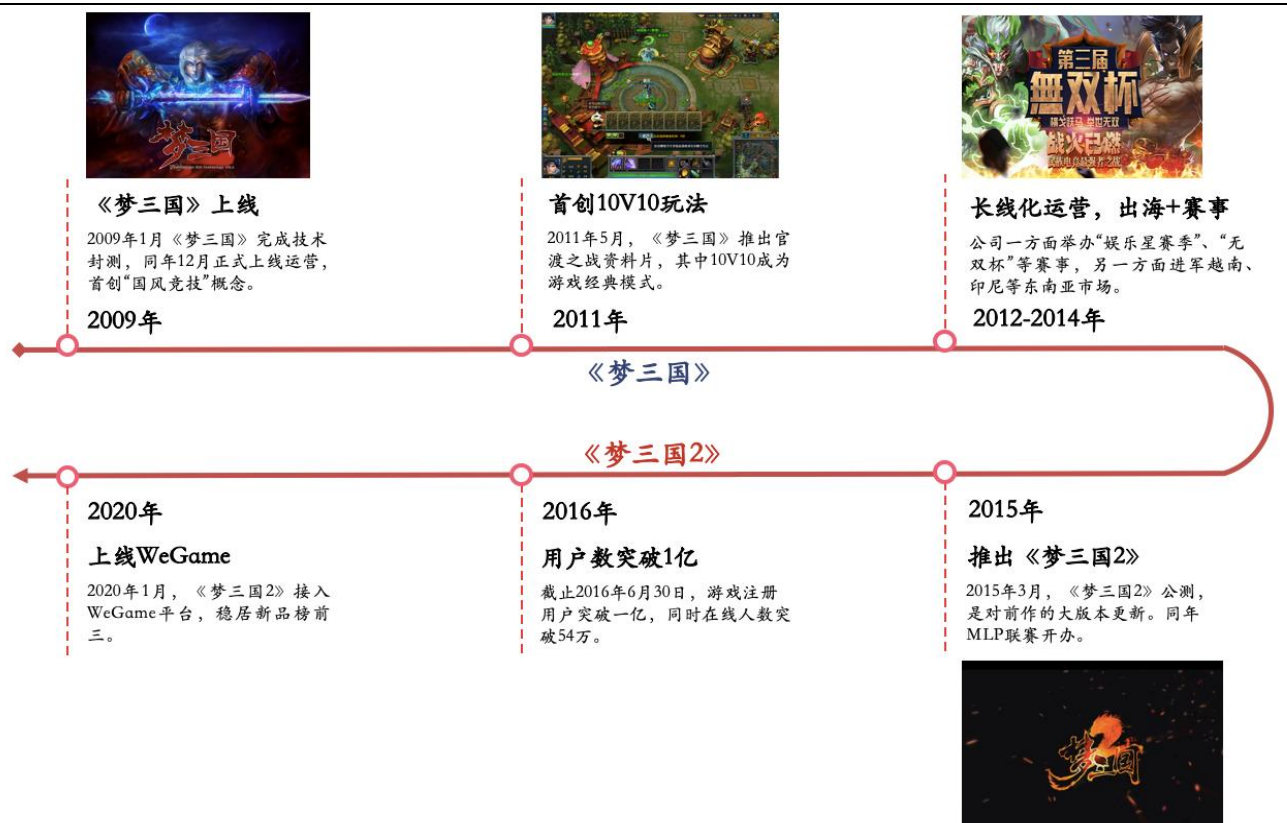 梦三国
第三届
無双杯
战火已燃
《梦三国》上线
2009年1月《梦三国》完成技术
封测，同年12月正式上线运营，
首创“国风竞技”概念。
2009年
首创10V10玩法
2011年5月，《梦三国》推出官
渡之战资料片，其中10V10成为
游戏经典模式。
2011年
长线化运营，出海+赛事
公司一方面举办“娱乐星赛季”、“无
双杯”等赛事，另一方面进军越南、
印尼等东南亚市场。
2012-2014年
《梦三国》
《梦三国2》
2020年
上线WeGame
2020年1月，《梦三国2》接入
WeGame平台，稳居新品榜前
三。
2016年
用户数突破1亿
截止2016年6月30日，游戏注册
用户突破一亿，同时在线人数突
破54万。
2015年
推出《梦三国2》
2015年3月，《梦三国2》公测，
是对前作的大版本更新。同年
MLP联赛开办。
梦三国2